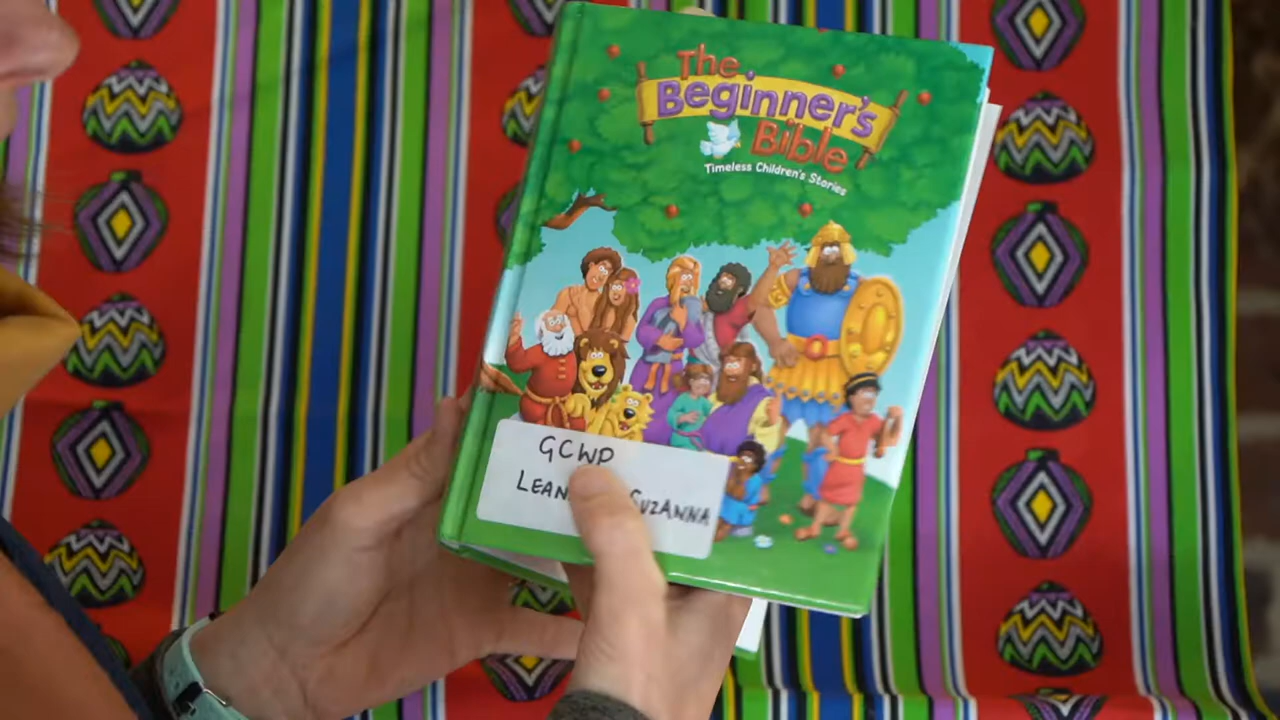 The
Beginner's
Bible
Timeless Children's Stories
GCWP
SUZANNA